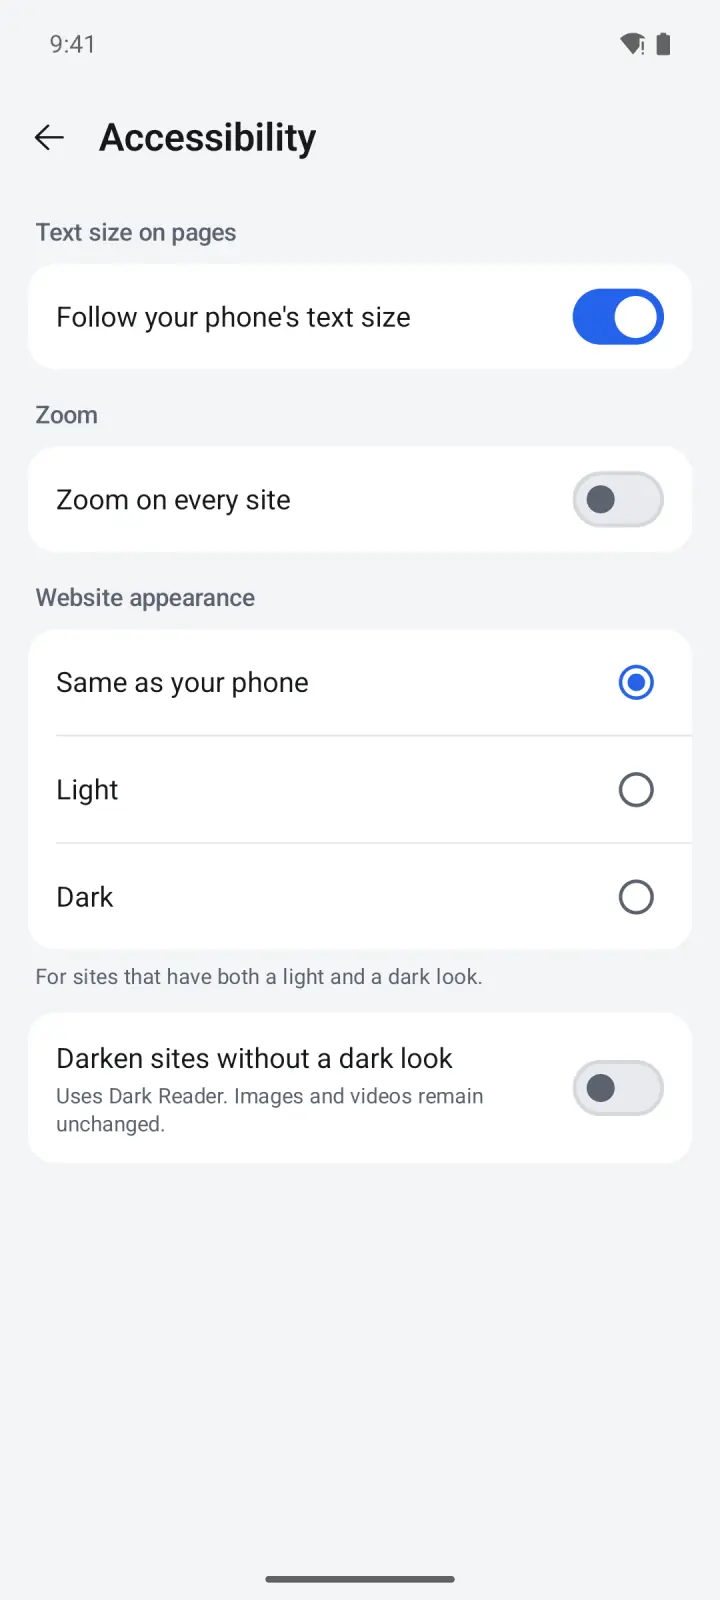 9:41
Accessibility
Text size on pages
Follow your phone's text size
Zoom
Zoom on every site
Website appearance
Same as your phone
Light
Dark
For sites that have both a light and a dark look.
Darken sites without a dark look
Uses Dark Reader. Images and videos remain
unchanged.